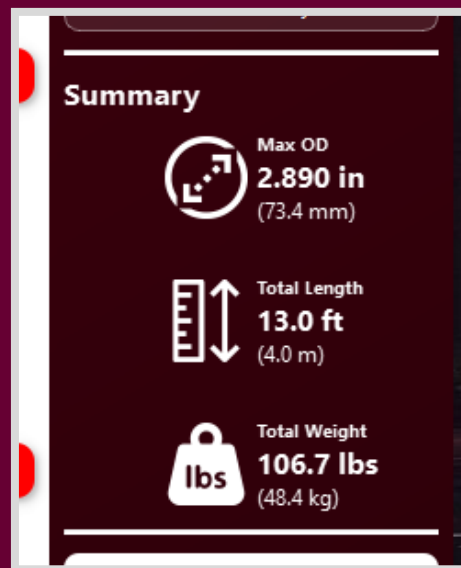 Summary
Max OD
2.890 in
(73.4 mm)
Total Length
13.0 ft
(4.0 m)
lbs
Total Weight
106.7 lbs
(48.4 kg)